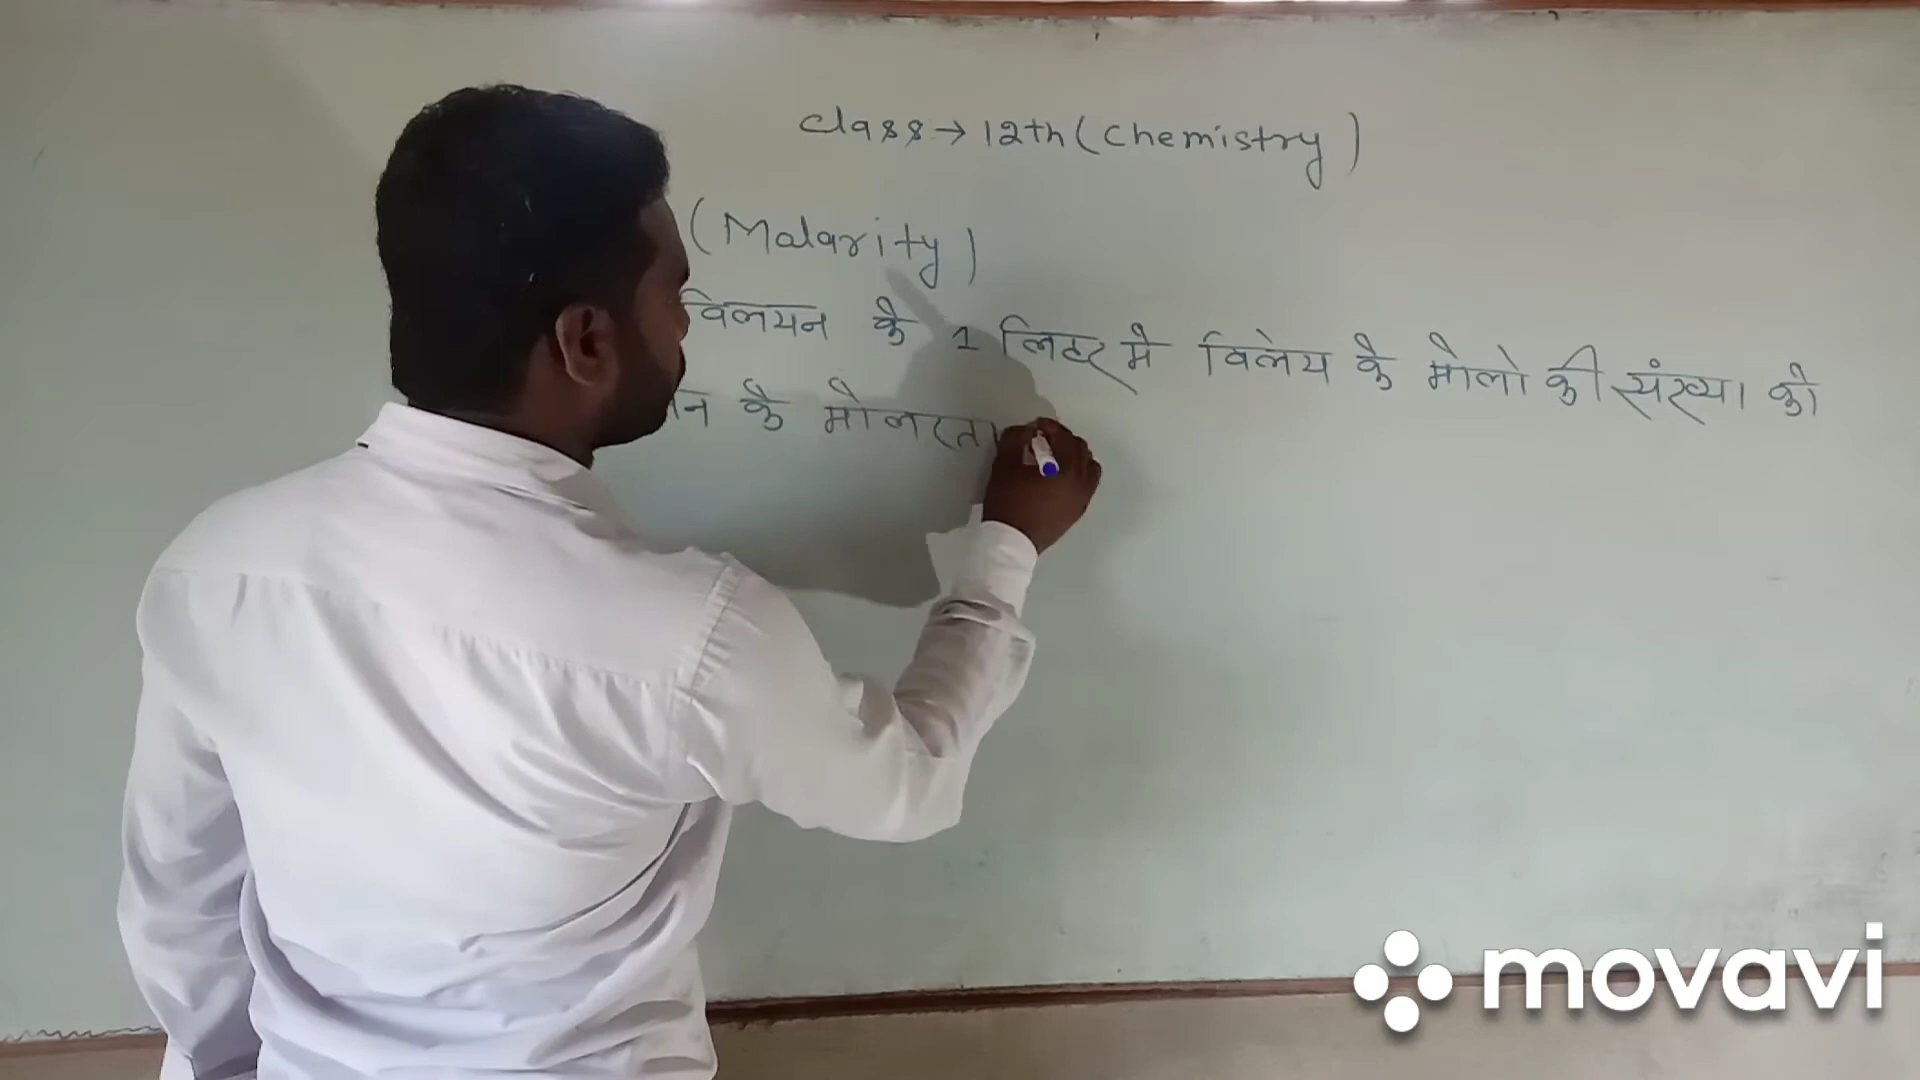 class → 12th (chemistry)
(Malarity)
विलयन के 1 लिटर मे विलेय के मोलो की संख्या को
न के मोलरता
movavi